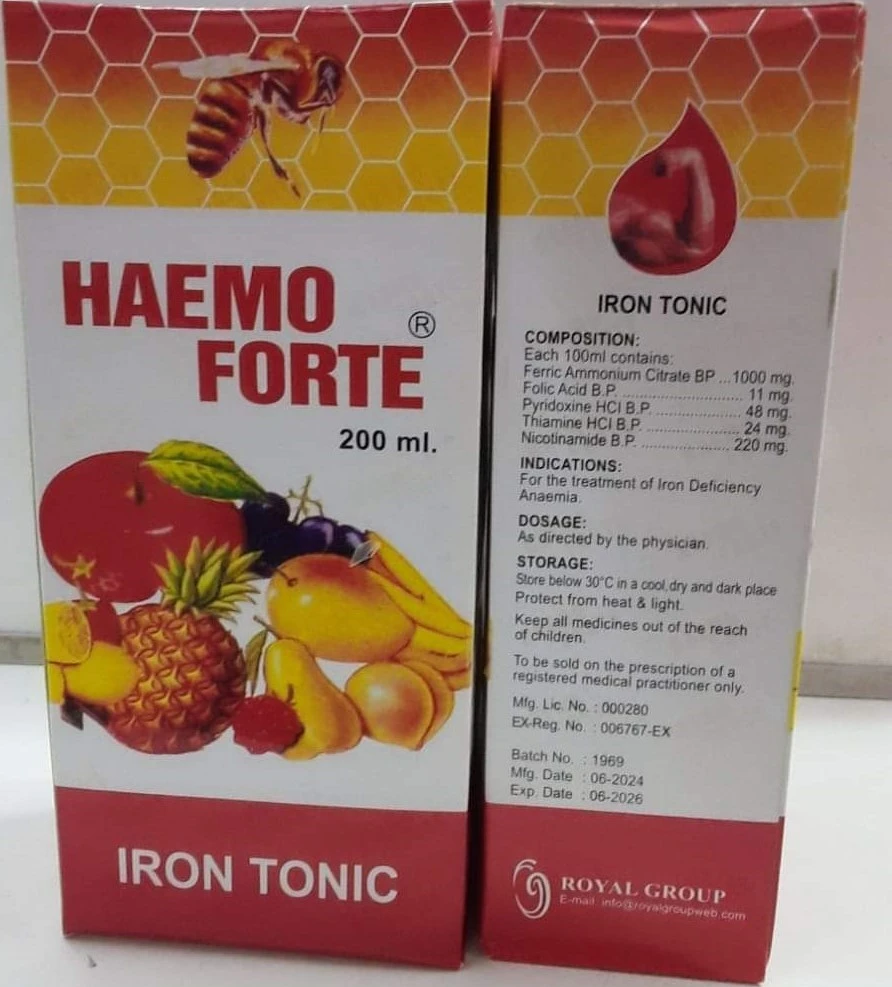 HAEMO
FORTE ®
200 ml.
IRON TONIC
IRON TONIC
COMPOSITION:
Each 100ml contains:
Ferric Ammonium Citrate BP ...1000 mg.
Folic Acid B.P. ............................ 11 mg.
Pyridoxine HCl B.P. .................... 48 mg.
Thiamine HCl B.P. ...................... 24 mg.
Nicotinamide B.P. ..................... 220 mg.
INDICATIONS:
For the treatment of Iron Deficiency
Anaemia.
DOSAGE:
As directed by the physician.
STORAGE:
Store below 30°C in a cool,dry and dark place
Protect from heat & light.
Keep all medicines out of the reach
of children.
To be sold on the prescription of a
registered medical practitioner only.
Mfg. Lic. No. : 000280
EX-Reg. No. : 006767-EX
Batch No. : 1969
Mfg. Date : 06-2024
Exp. Date : 06-2026
ROYAL GROUP
E-mail: info@royalgroupweb.com